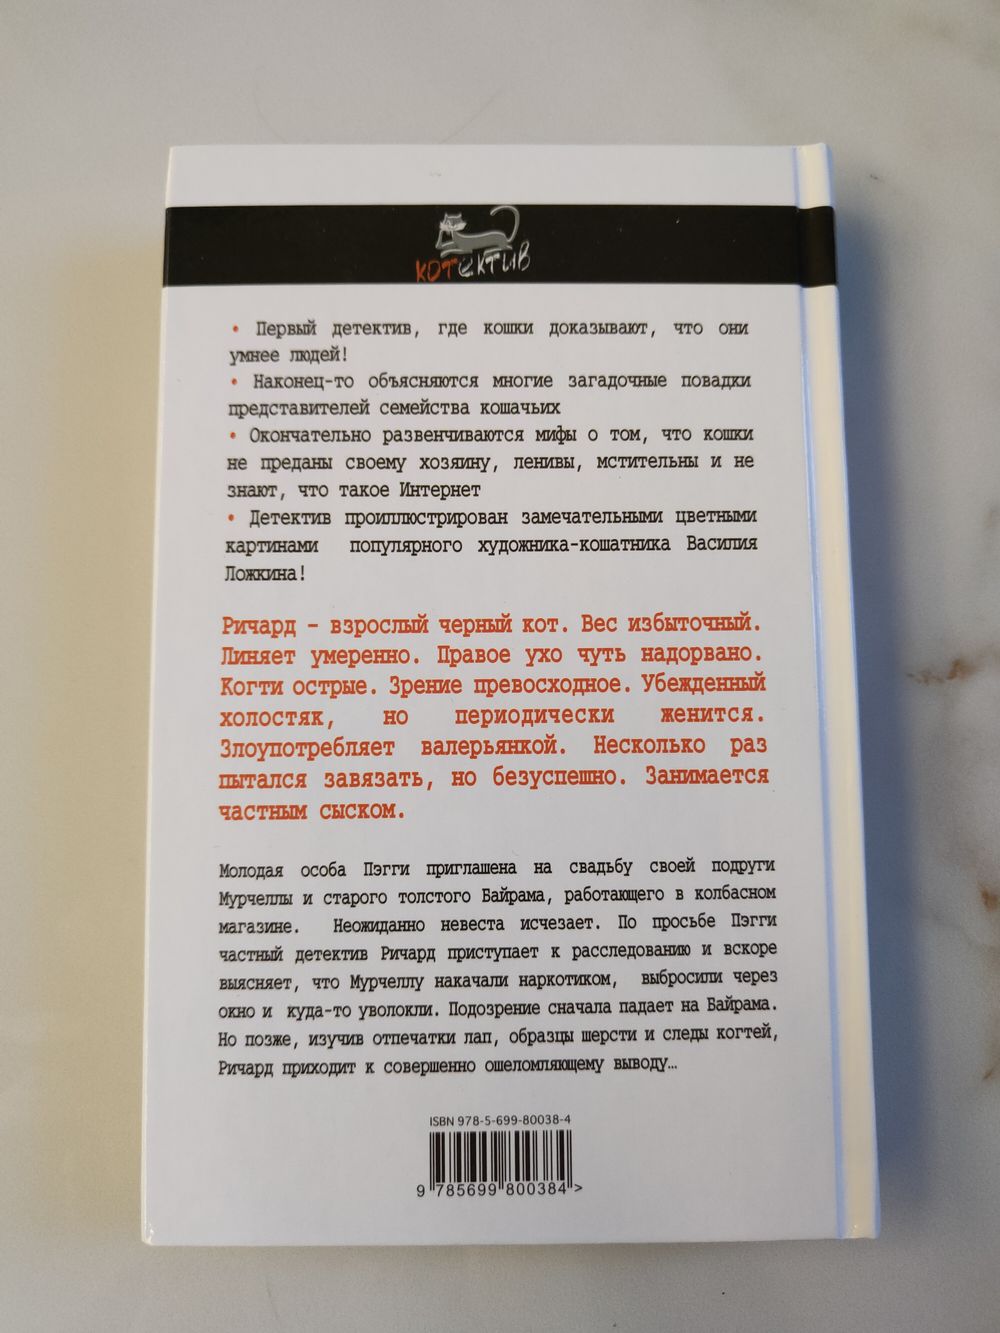 котектив
• Первый детектив, где кошки доказывают, что они
умнее людей!
• Наконец-то объясняются многие загадочные повадки
представителей семейства кошачьих
• Окончательно развенчиваются мифы о том, что кошки
не преданы своему хозяину, ленивы, мстительны и не
знают, что такое Интернет
• Детектив проиллюстрирован замечательными цветными
картинами популярного художника-кошатника Василия
Ложкина!
Ричард – взрослый черный кот. Вес избыточный.
Линяет умеренно. Правое ухо чуть надорвано.
Когти острые. Зрение превосходное. Убежденный
холостяк, но периодически женится.
Злоупотребляет валерьянкой. Несколько раз
пытался завязать, но безуспешно. Занимается
частным сыском.
Молодая особа Пэгги приглашена на свадьбу своей подруги
Мурчеллы и старого толстого Байрама, работающего в колбасном
магазине. Неожиданно невеста исчезает. По просьбе Пэгги
частный детектив Ричард приступает к расследованию и вскоре
выясняет, что Мурчеллу накачали наркотиком, выбросили через
окно и куда-то уволокли. Подозрение сначала падает на Байрама.
Но позже, изучив отпечатки лап, образцы шерсти и следы когтей,
Ричард приходит к совершенно ошеломляющему выводу…
ISBN 978-5-699-80038-4
9 785699 800384 >